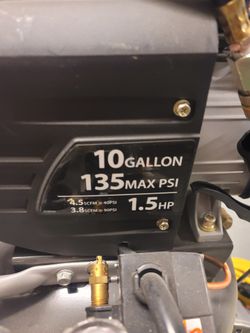 10 GALLON
135 MAX PSI
4.5 SCFM @ 40PSI
3.8 SCFM @ 90PSI
1.5 HP